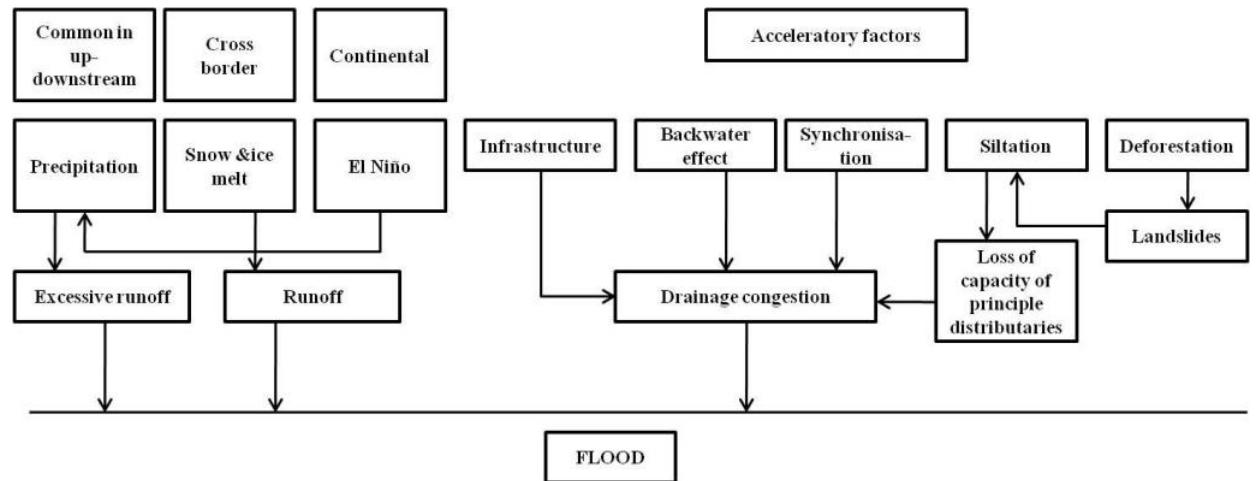 Common in
up-
downstream
Cross
border
Continental
Acceleratory factors
Precipitation
Snow &ice
melt
El Niño
Infrastructure
Backwater
effect
Synchronisa-
tion
Siltation
Deforestation
Landslides
Excessive runoff
Runoff
Drainage congestion
Loss of
capacity of
principle
distributaries
FLOOD